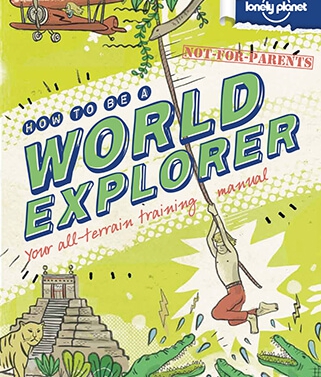 lonely planet
NOT-FOR-PARENTS
HOW TO BE A
WORLD
EXPLORER
Your all-terrain training manual